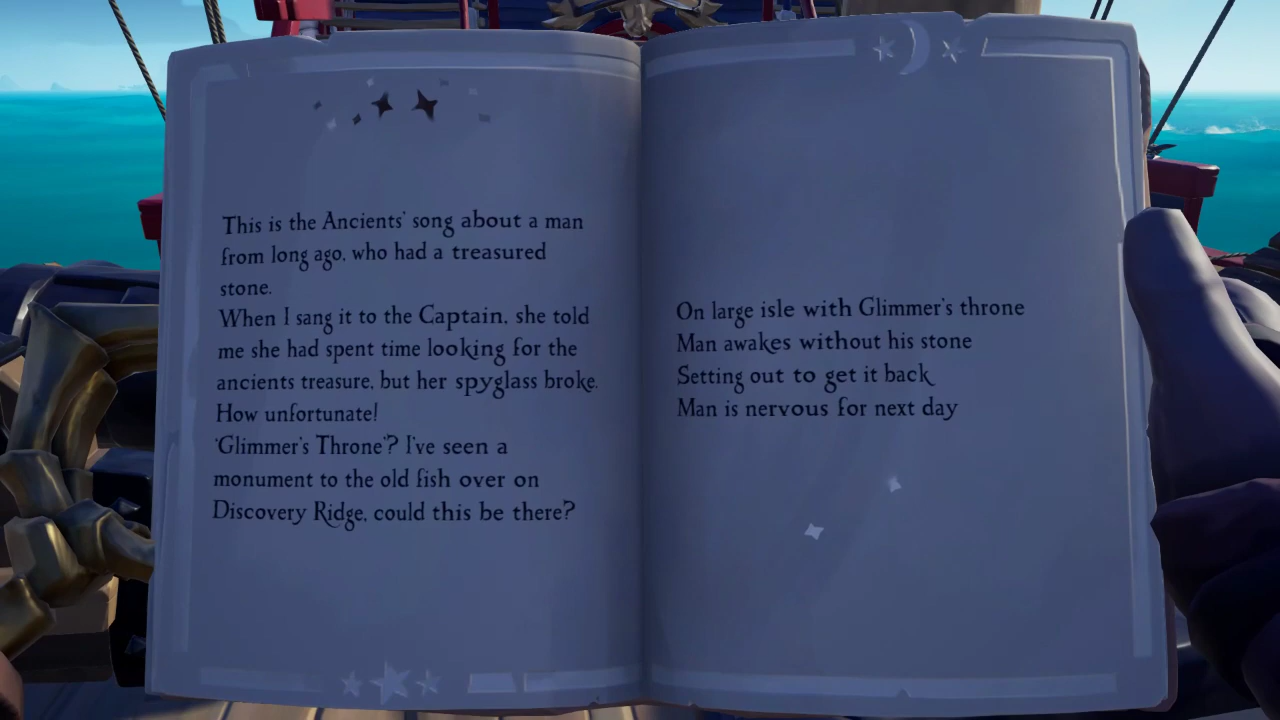 This is the Ancients' song about a man
from long ago, who had a treasured
stone.
When I sang it to the Captain, she told
me she had spent time looking for the
ancients treasure, but her spyglass broke.
How unfortunate!
'Glimmer's Throne'? I've seen a
monument to the old fish over on
Discovery Ridge, could this be there?
On large isle with Glimmer's throne
Man awakes without his stone
Setting out to get it back
Man is nervous for next day